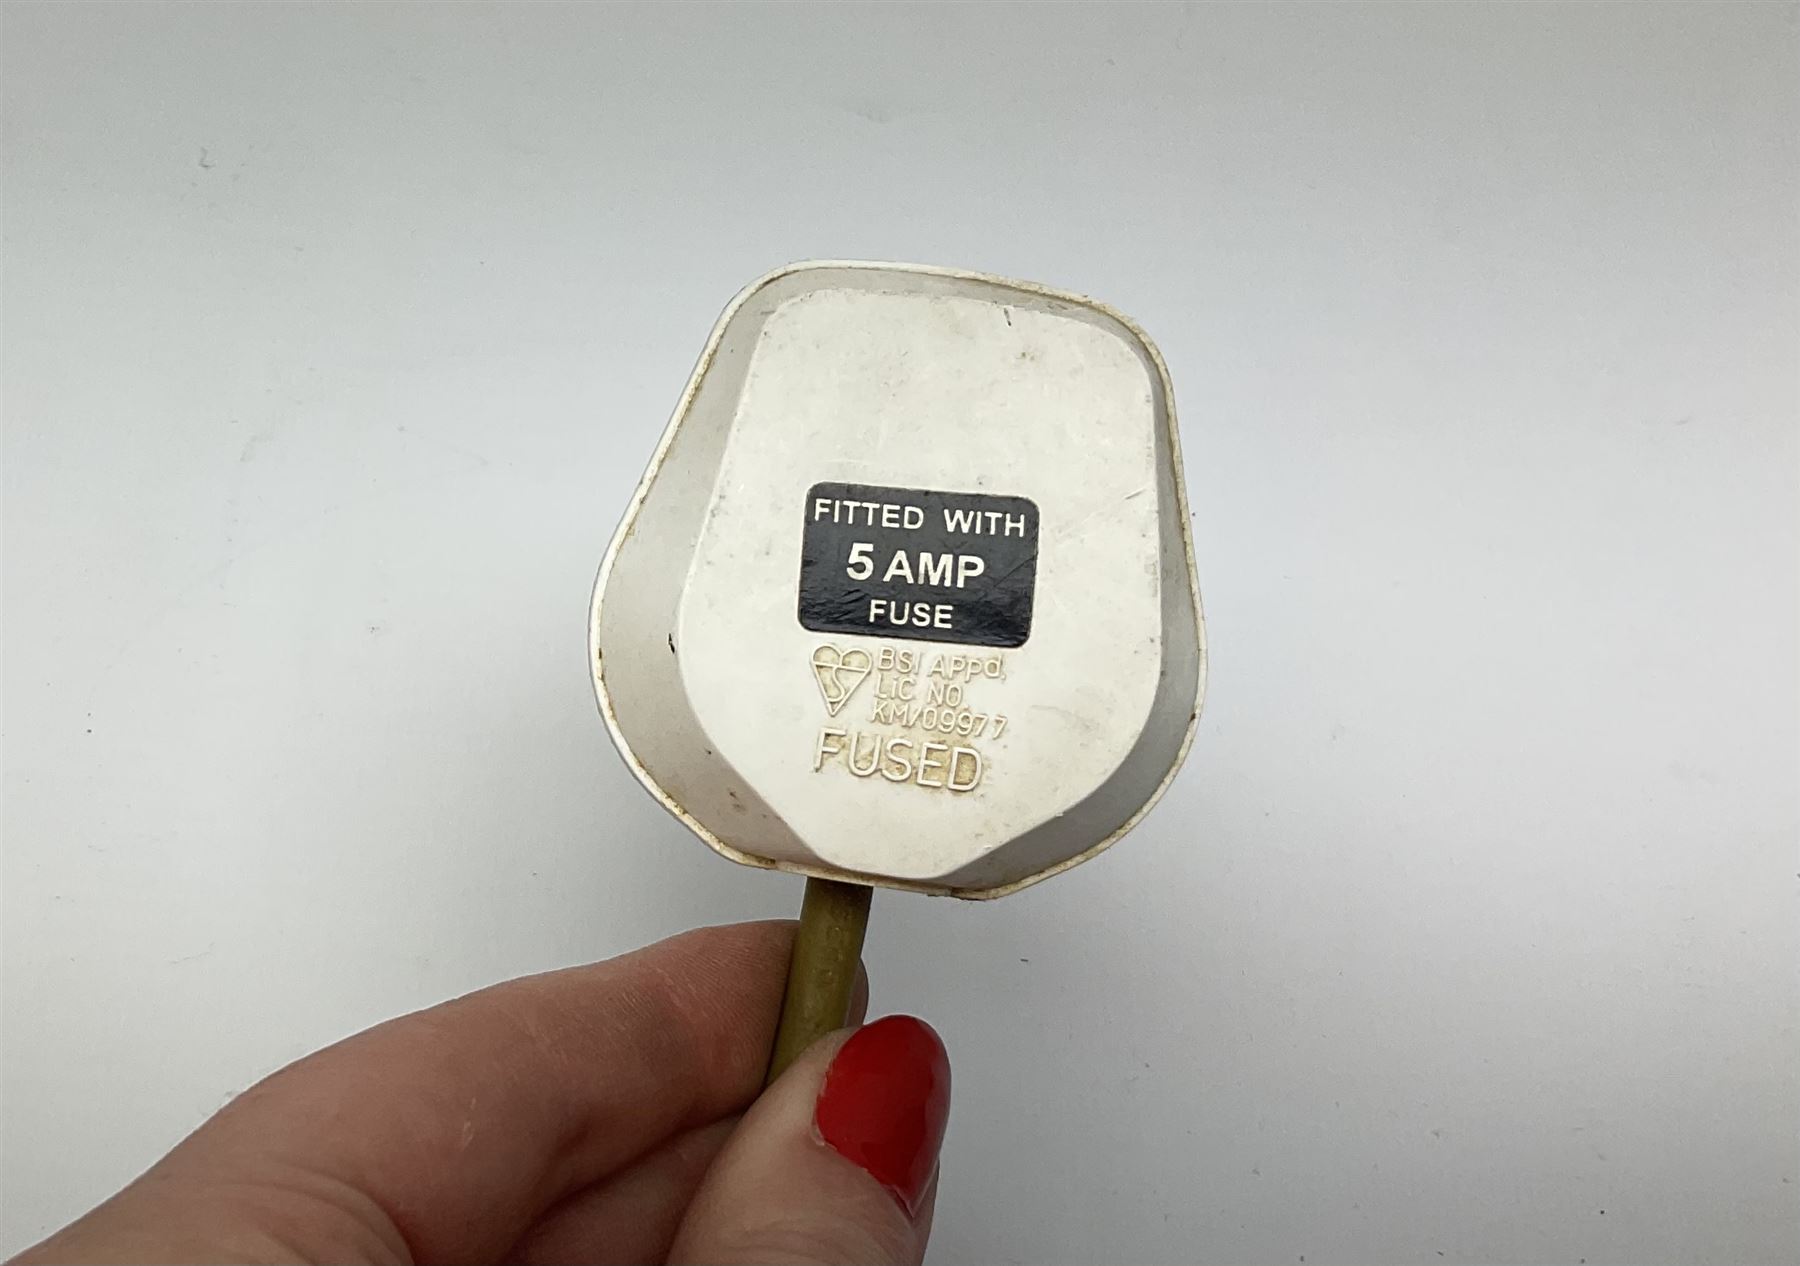 FITTED WITH
5 AMP
FUSE
BSI APPd.
LIC NO.
KM/09977
FUSED